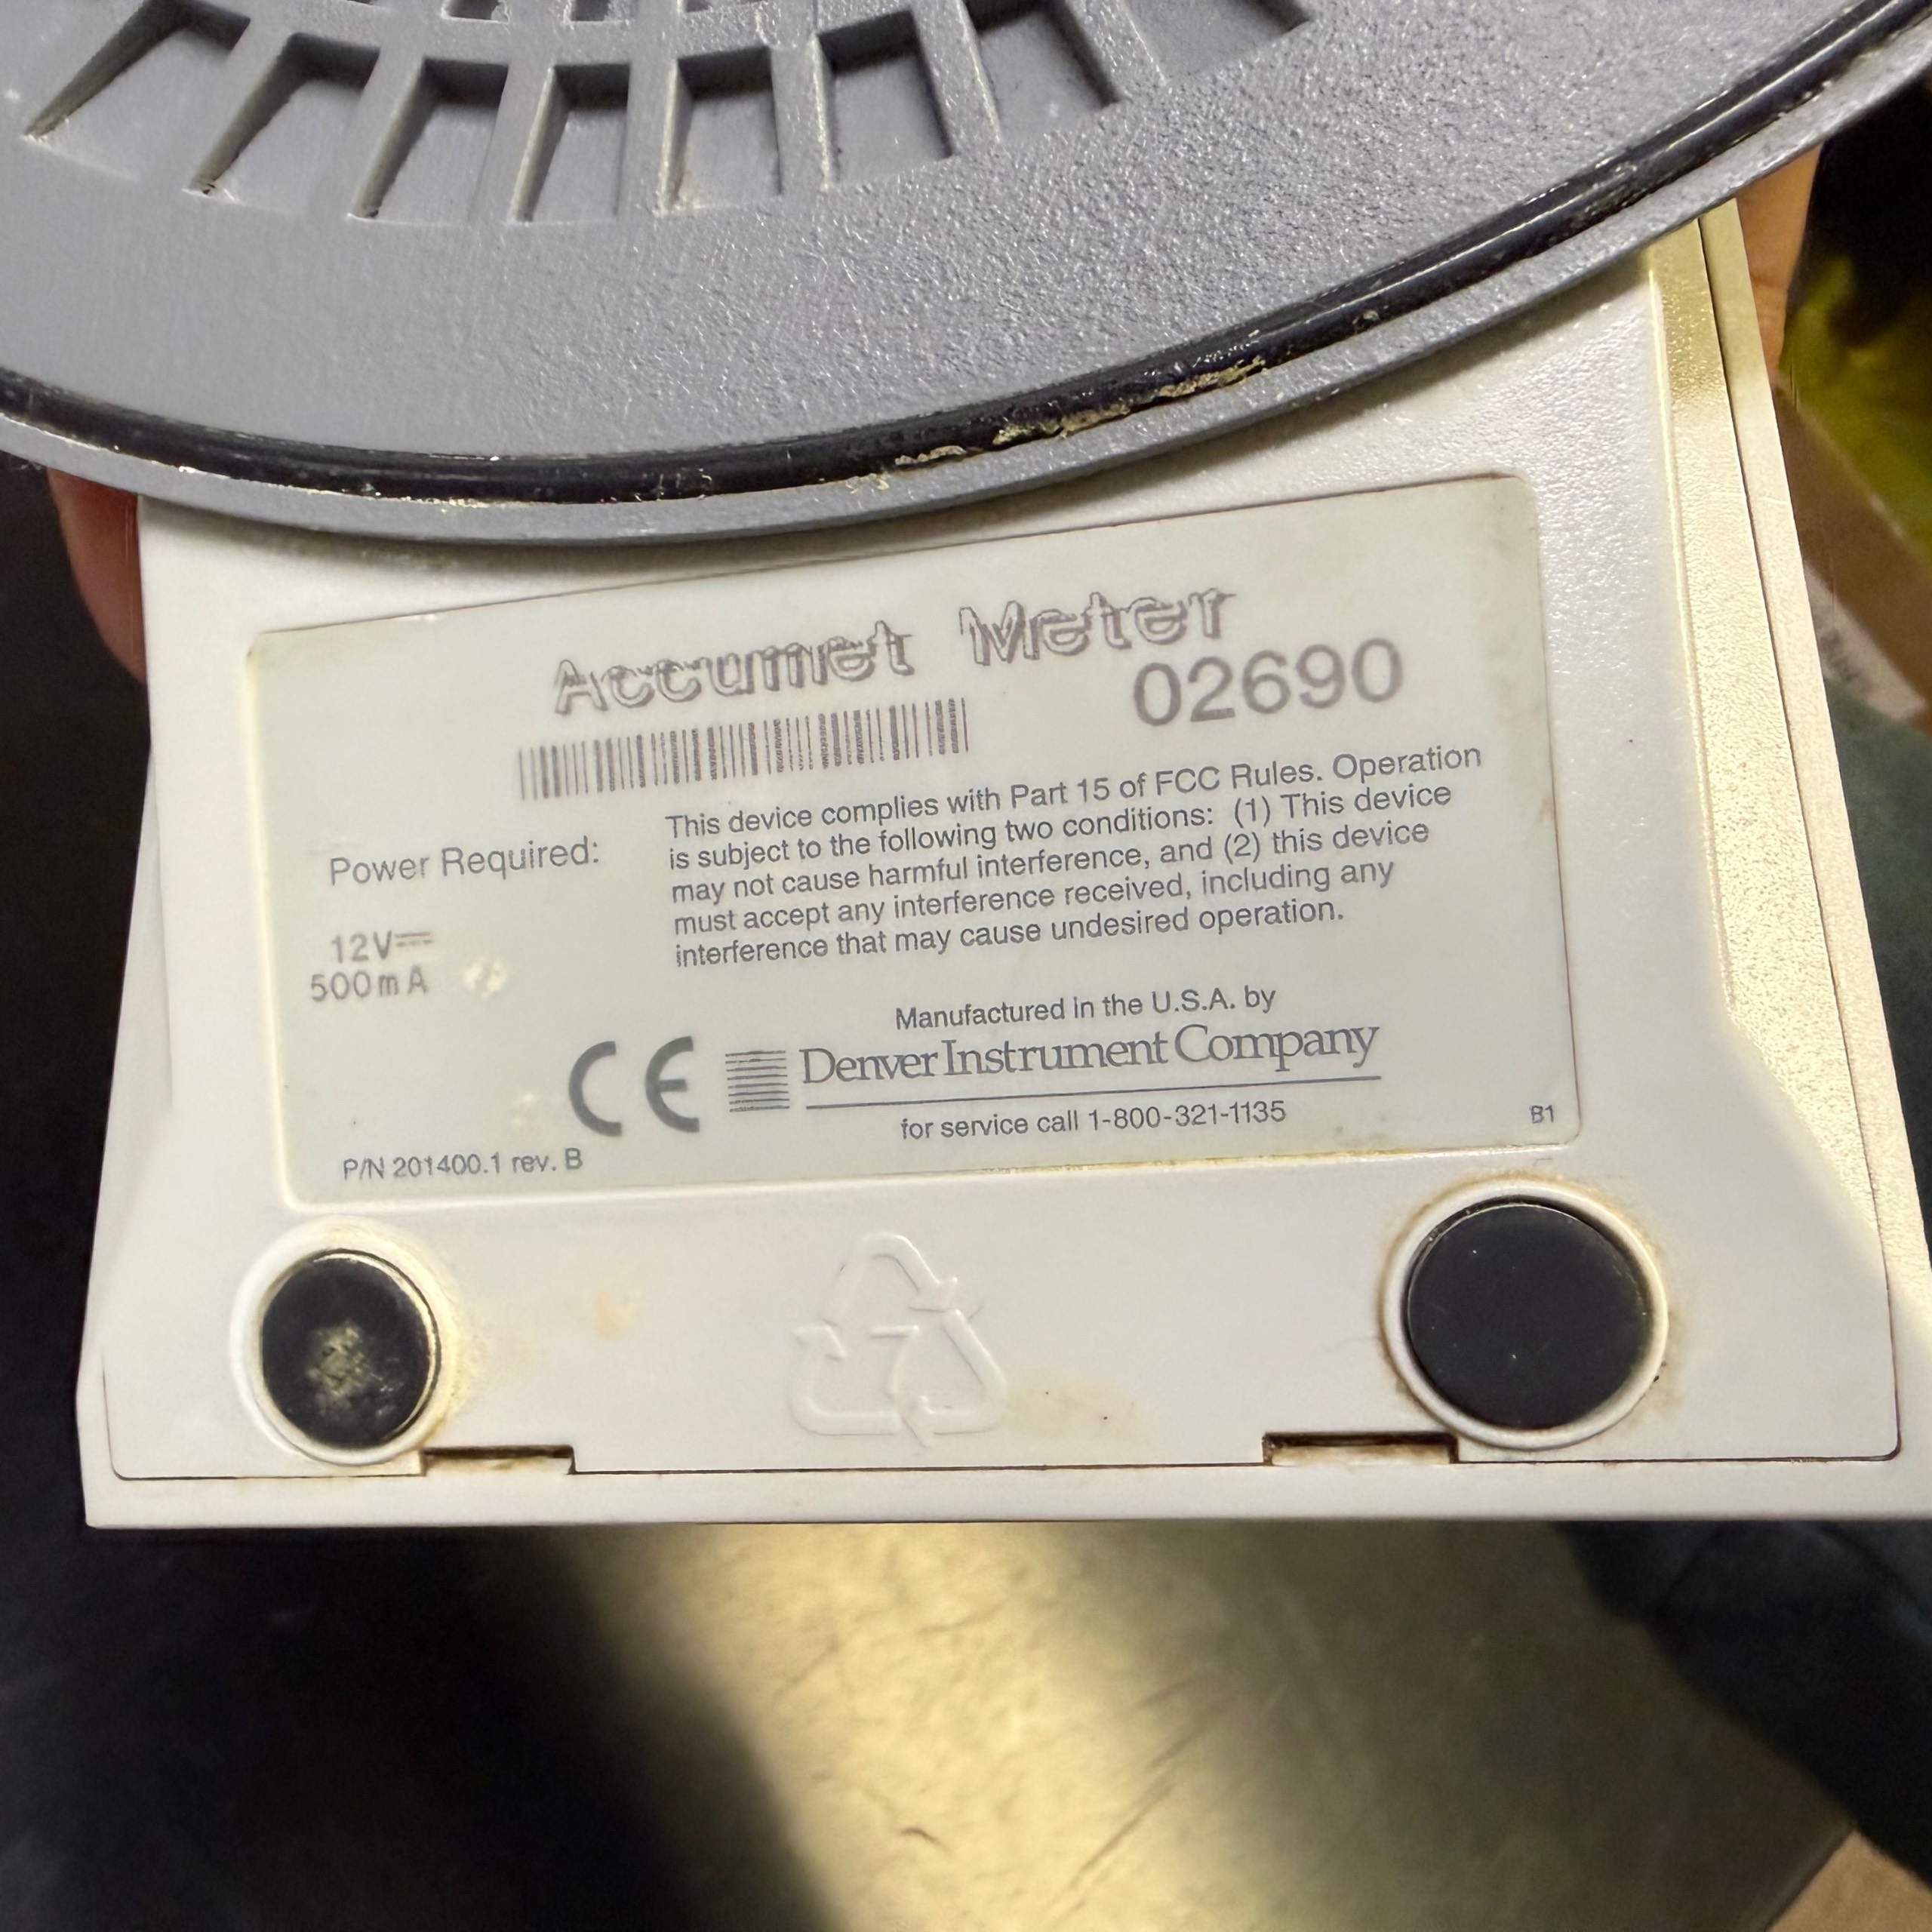 Accumet Meter
02690
Power Required:
12V
500mA
This device complies with Part 15 of FCC Rules. Operation
is subject to the following two conditions: (1) This device
may not cause harmful interference, and (2) this device
must accept any interference received, including any
interference that may cause undesired operation.
Manufactured in the U.S.A. by
CE Denver Instrument Company
for service call 1-800-321-1135
P/N 201400.1 rev. B
B1
7